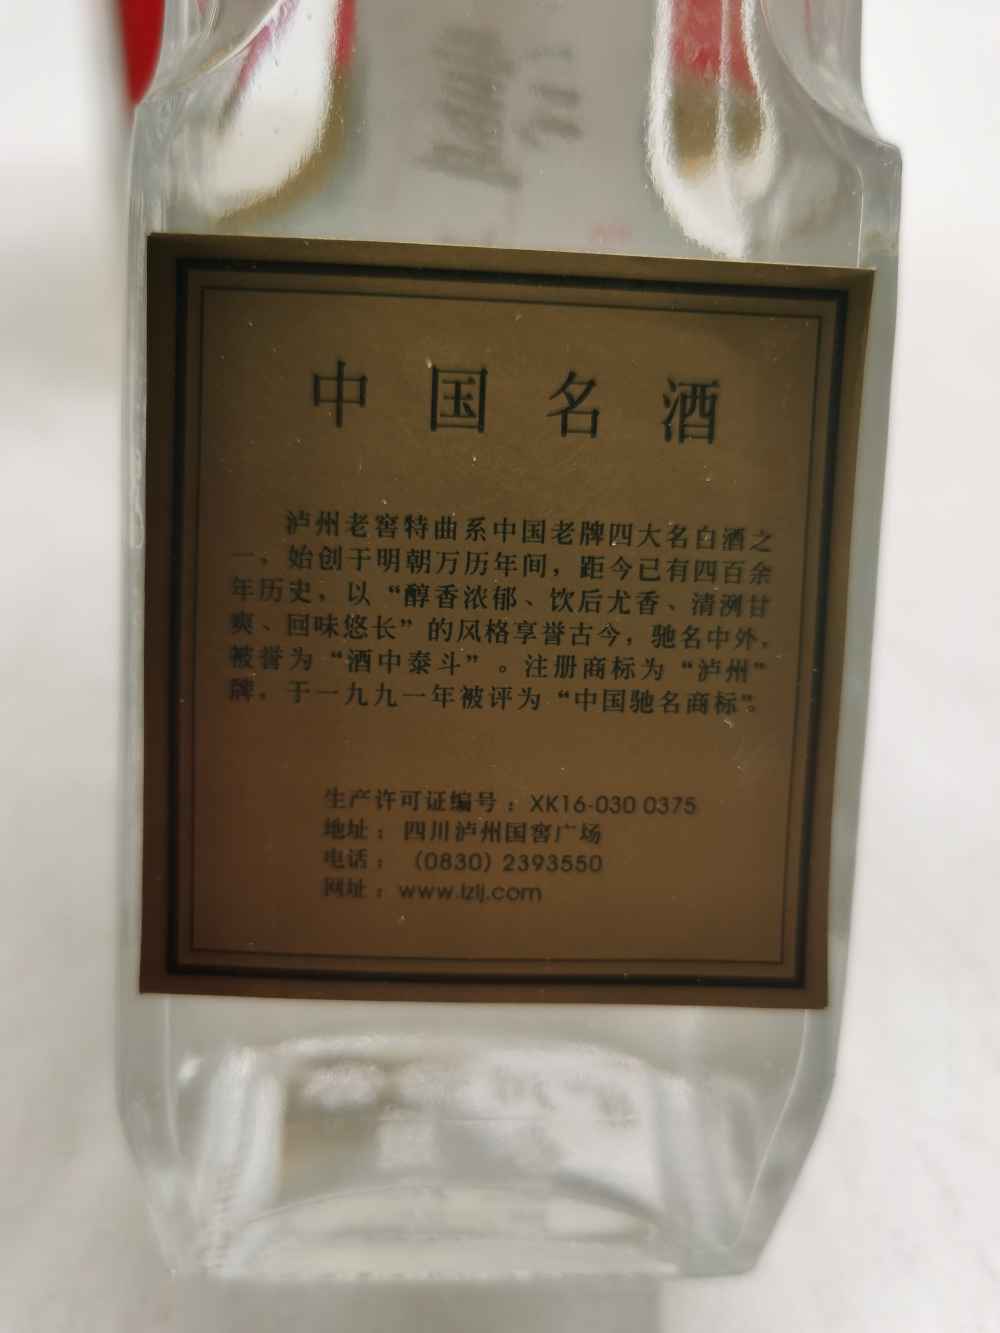 中国名酒
泸州老窖特曲系中国老牌四大名白酒之
一，始创于明朝万历年间，距今已有四百余
年历史，以“醇香浓郁、饮后尤香、清洌甘
爽、回味悠长”的风格享誉古今，驰名中外，
被誉为“酒中泰斗”。注册商标为“泸州”
牌，于一九九一年被评为“中国驰名商标”。
生产许可证编号：XK16-030 0375
地址：四川泸州国窖广场
电话：（0830）2393550
网址：www.lzlj.com